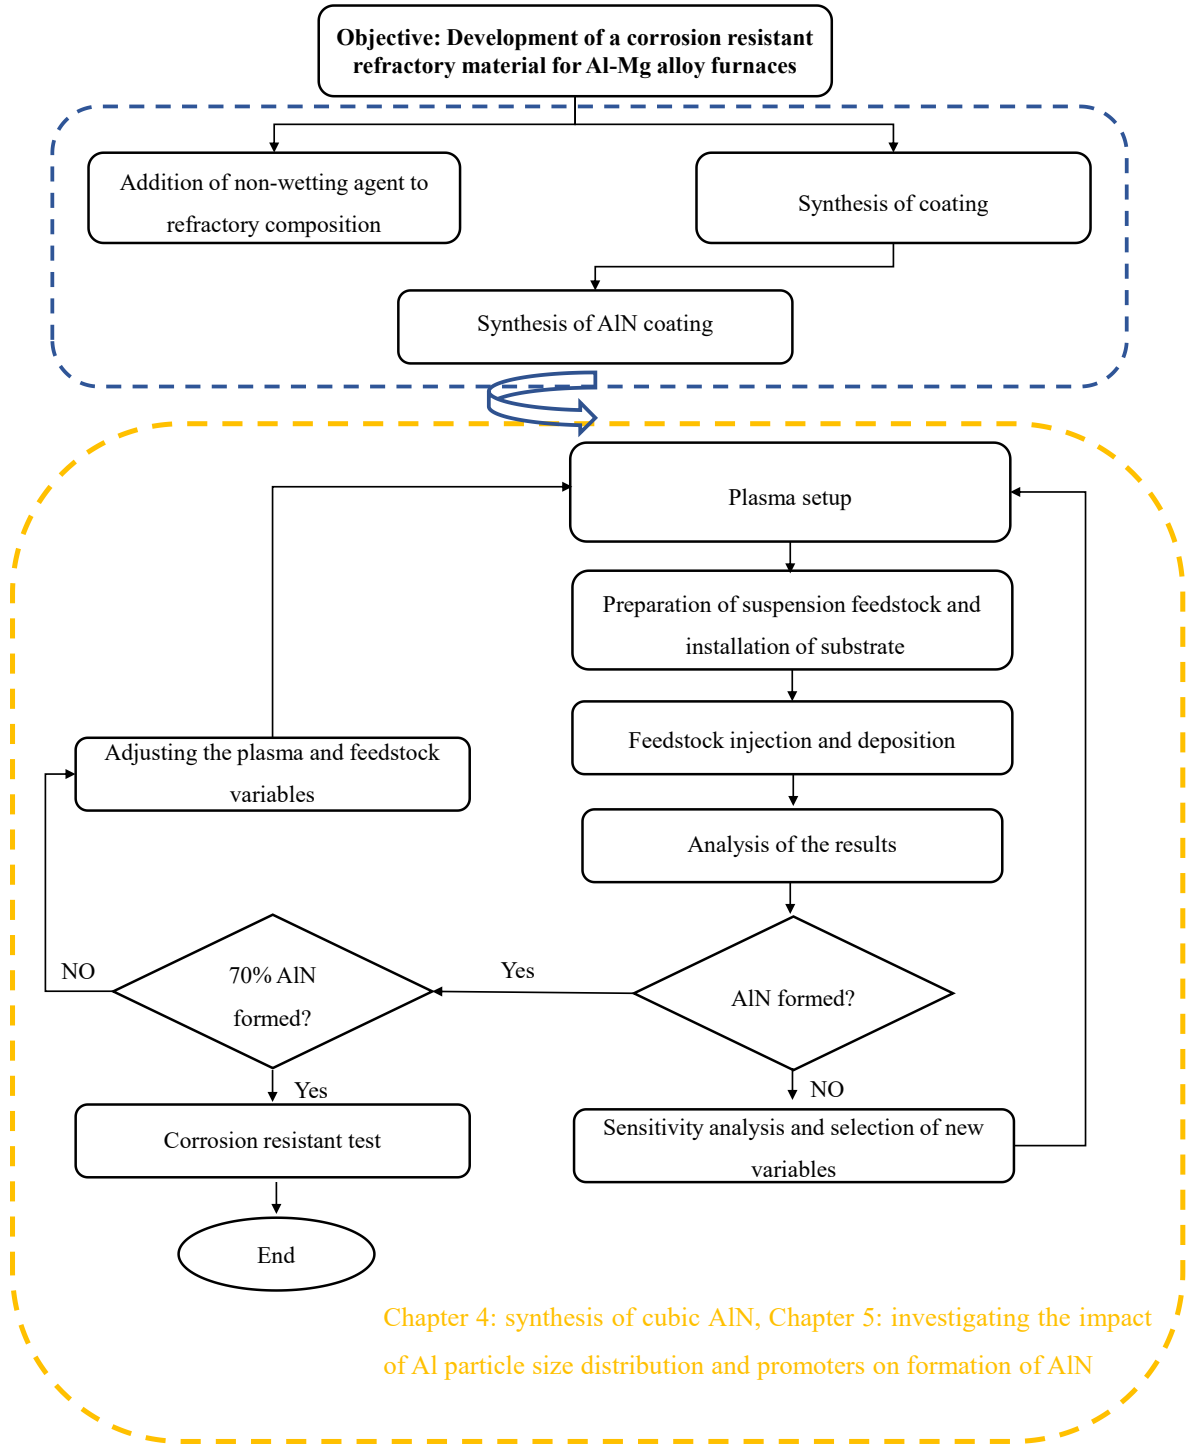 Objective: Development of a corrosion resistant
refractory material for Al-Mg alloy furnaces
Addition of non-wetting agent to
refractory composition
Synthesis of coating
Synthesis of AlN coating
Plasma setup
Preparation of suspension feedstock and
installation of substrate
Feedstock injection and deposition
Adjusting the plasma and feedstock
variables
Analysis of the results
NO
70% AlN
formed?
Yes
AlN formed?
Yes
NO
Corrosion resistant test
Sensitivity analysis and selection of new
variables
End
Chapter 4: synthesis of cubic AlN, Chapter 5: investigating the impact
of Al particle size distribution and promoters on formation of AlN